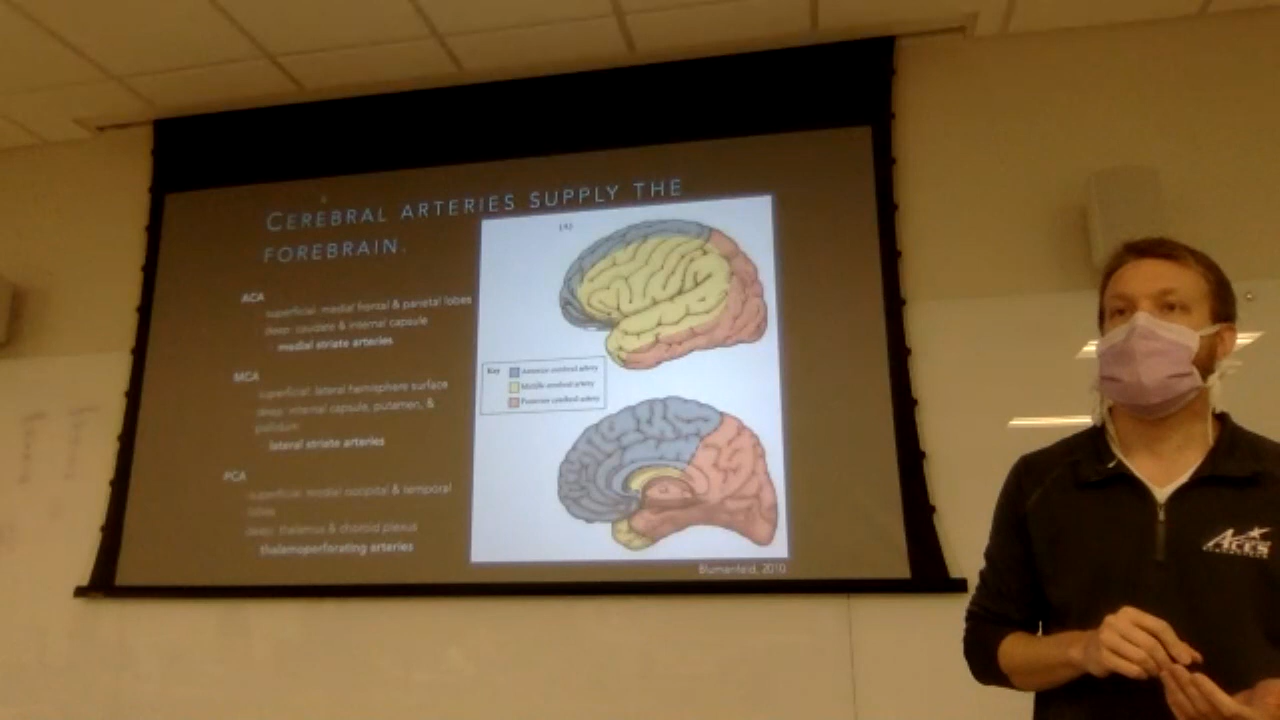 CEREBRAL ARTERIES SUPPLY THE
FOREBRAIN.
ACA
superficial: medial frontal & parietal lobes
deep: caudate & internal capsule
medial striate arteries
MCA
superficial: lateral hemisphere surface
deep: internal capsule, putamen, &
pallidum
lateral striate arteries
PCA
superficial: medial occipital & temporal
lobes
deep: thalamus & choroid plexus
thalamoperforating arteries
(A)
Key
Anterior cerebral artery
Middle cerebral artery
Posterior cerebral artery
Blumenfeld, 2010
ACES